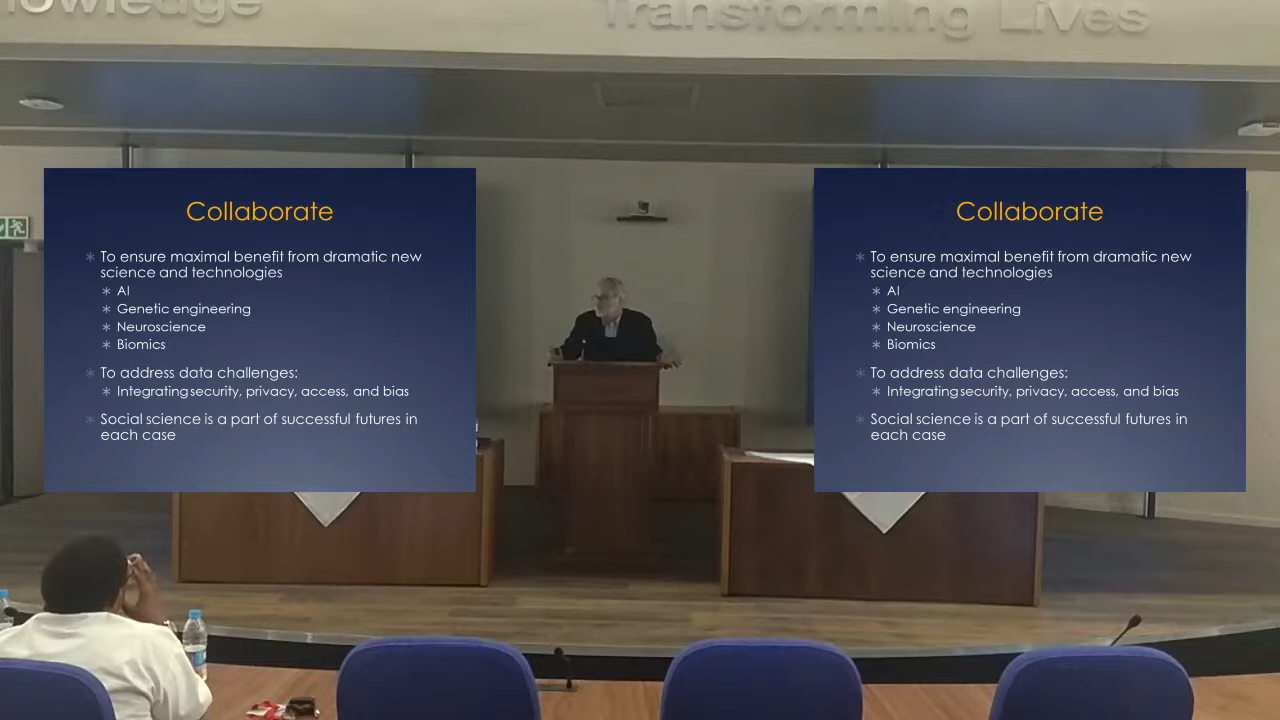 nowledge
Transforming Lives
Collaborate
* To ensure maximal benefit from dramatic new
science and technologies
* AI
* Genetic engineering
* Neuroscience
* Biomics
* To address data challenges:
* Integrating security, privacy, access, and bias
* Social science is a part of successful futures in
each case
Collaborate
* To ensure maximal benefit from dramatic new
science and technologies
* AI
* Genetic engineering
* Neuroscience
* Biomics
* To address data challenges:
* Integrating security, privacy, access, and bias
* Social science is a part of successful futures in
each case